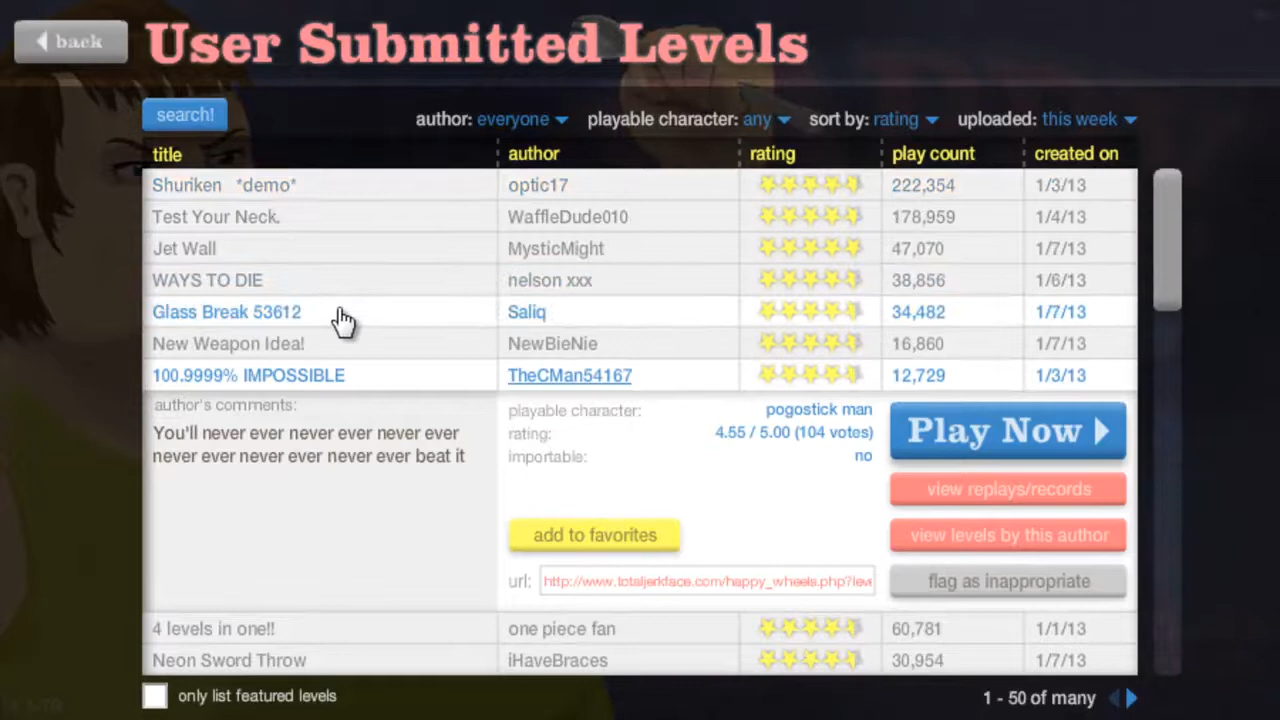 back
User Submitted Levels
search!
author: everyone playable character: any sort by: rating uploaded: this week
title author rating play count created on
Shuriken *demo* optic17 222,354 1/3/13
Test Your Neck. WaffleDude010 178,959 1/4/13
Jet Wall MysticMight 47,070 1/7/13
WAYS TO DIE nelson xxx 38,856 1/6/13
Glass Break 53612 Saliq 34,482 1/7/13
New Weapon Idea! NewBieNie 16,860 1/7/13
100.9999% IMPOSSIBLE TheCMan54167 12,729 1/3/13
author's comments:
You'll never ever never ever never ever
never ever never ever never ever beat it
playable character: pogostick man
rating: 4.55 / 5.00 (104 votes)
importable: no
add to favorites
url: http://www.totaljerkface.com/happy_wheels.php?leve
Play Now
view replays/records
view levels by this author
flag as inappropriate
4 levels in one!! one piece fan 60,781 1/1/13
Neon Sword Throw iHaveBraces 30,954 1/7/13
only list featured levels
1 - 50 of many